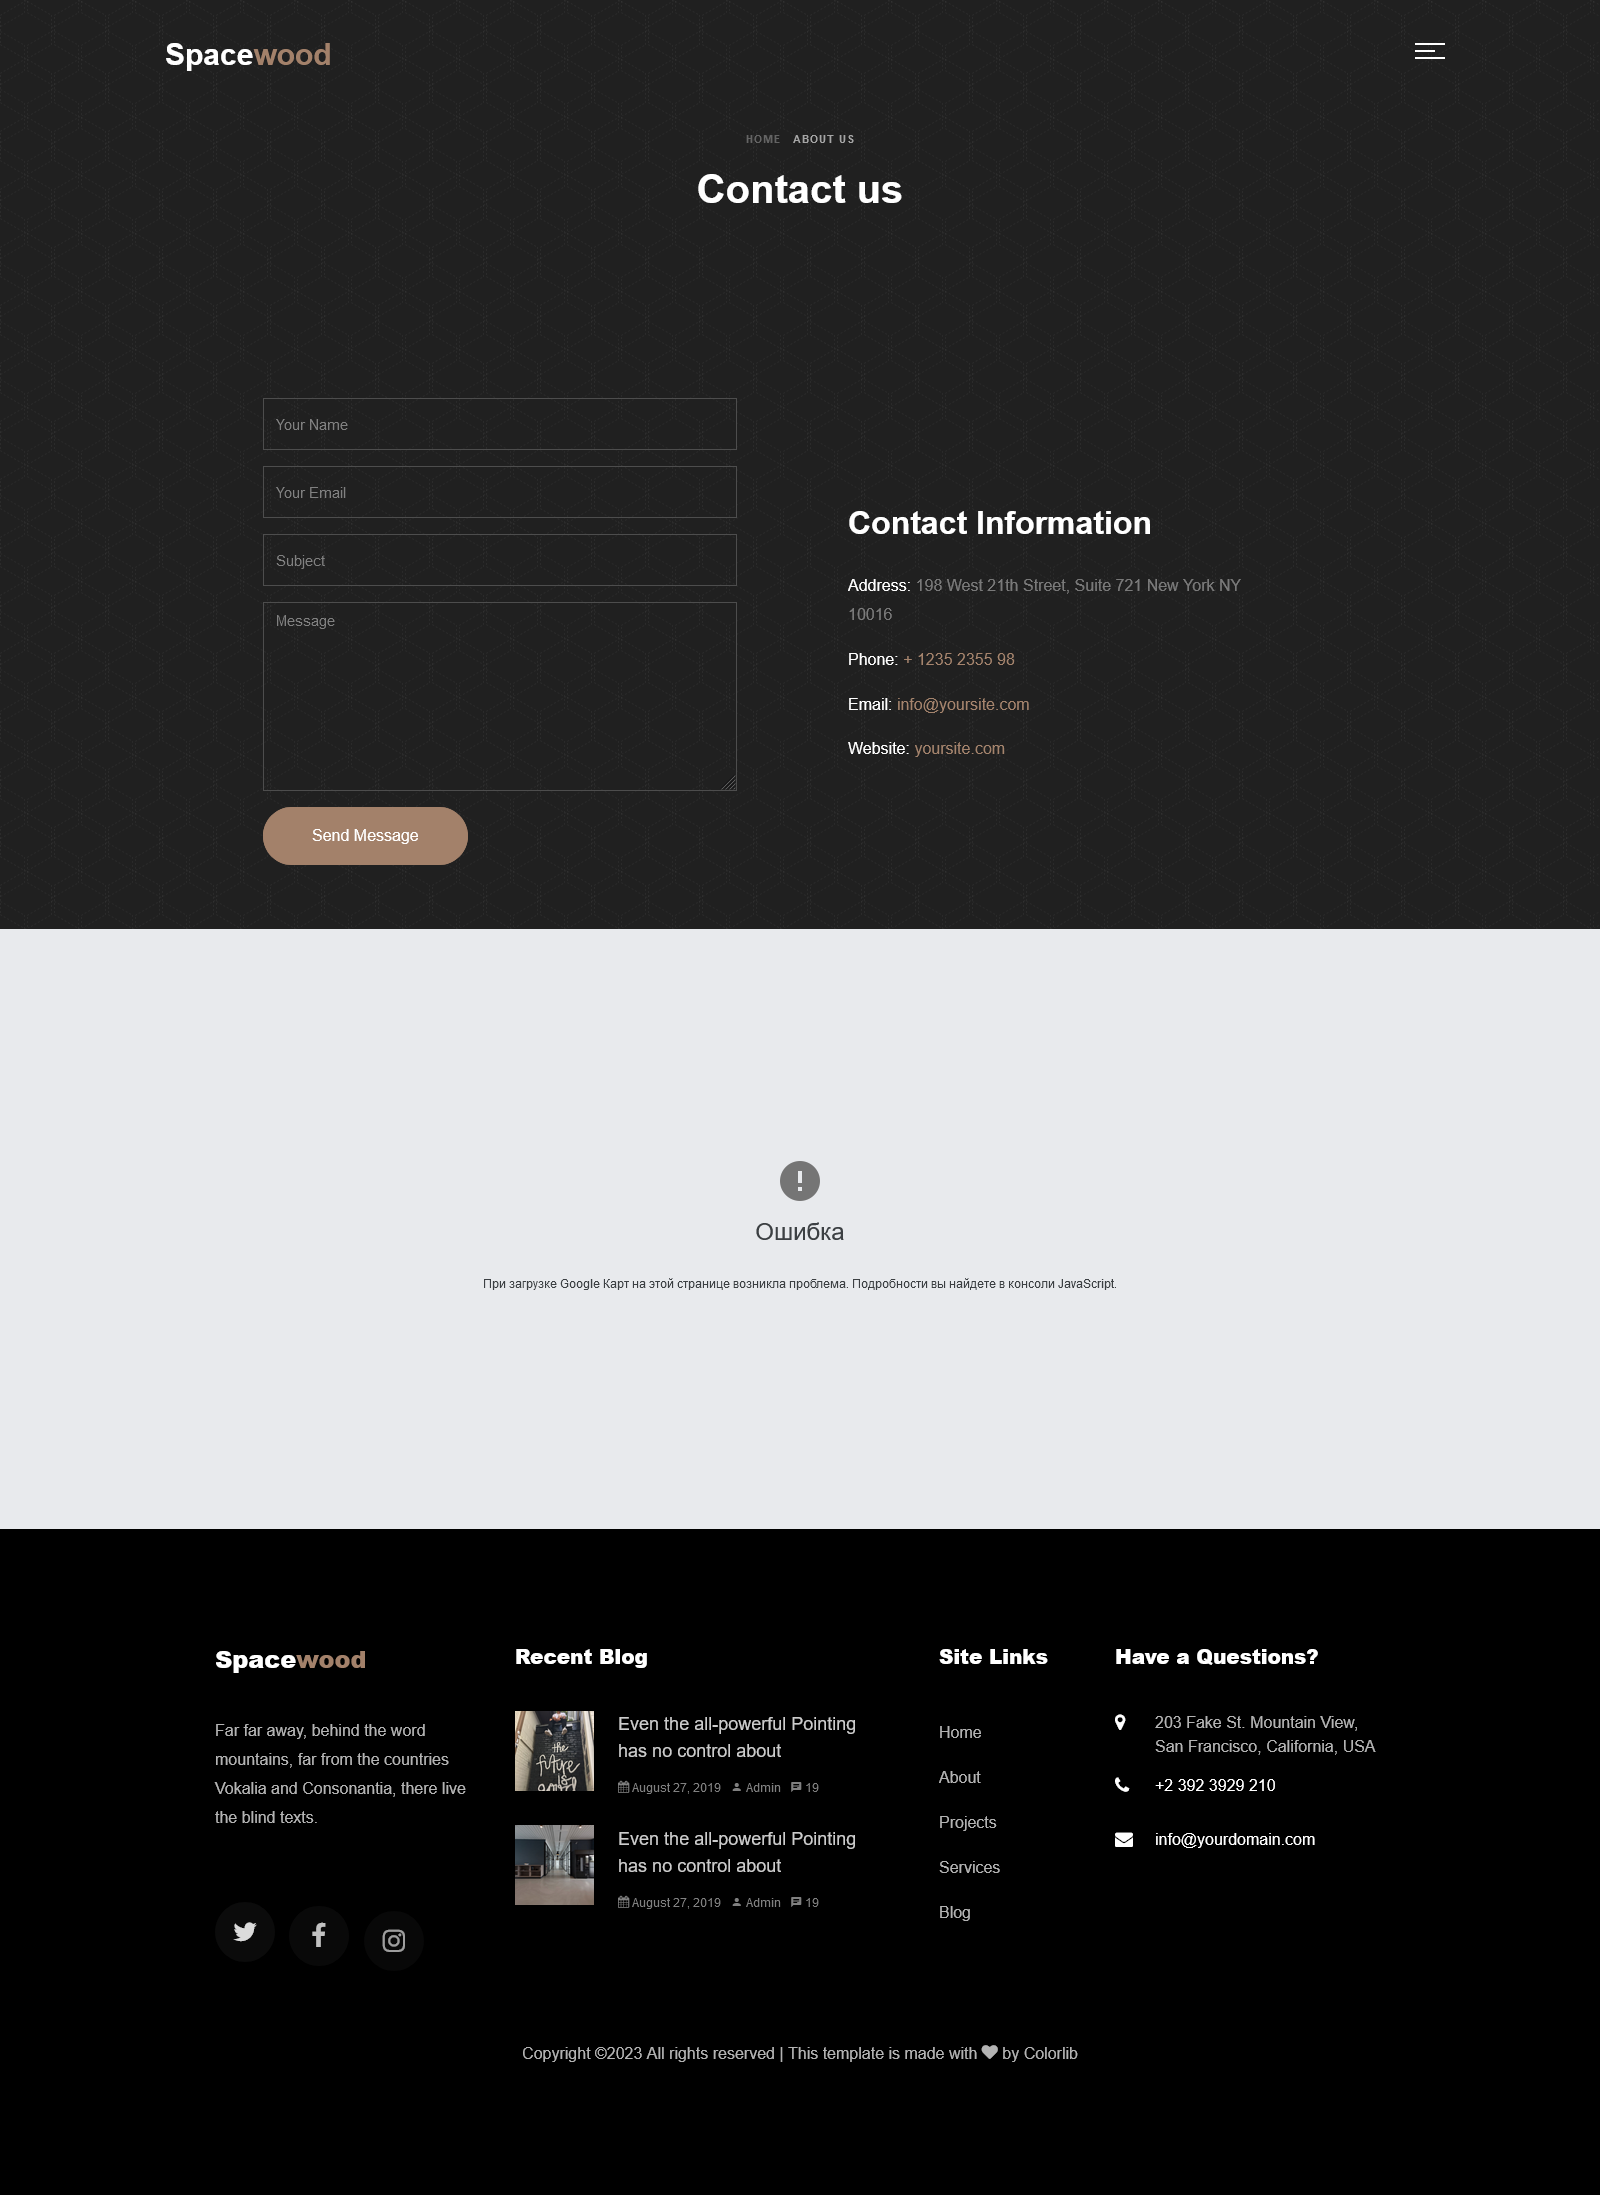 Spacewood
HOME ABOUT US
Contact us
Your Name
Your Email
Subject
Message
Send Message
Contact Information
Address: 198 West 21th Street, Suite 721 New York NY
10016
Phone: + 1235 2355 98
Email: info@yoursite.com
Website: yoursite.com
Ошибка
При загрузке Google Карт на этой странице возникла проблема. Подробности вы найдете в консоли JavaScript.
Spacewood
Far far away, behind the word
mountains, far from the countries
Vokalia and Consonantia, there live
the blind texts.
Recent Blog
the
future
is
Even the all-powerful Pointing
has no control about
August 27, 2019 Admin 19
Even the all-powerful Pointing
has no control about
August 27, 2019 Admin 19
Site Links
Home
About
Projects
Services
Blog
Have a Questions?
203 Fake St. Mountain View,
San Francisco, California, USA
+2 392 3929 210
info@yourdomain.com
Copyright ©2023 All rights reserved | This template is made with ♥ by Colorlib